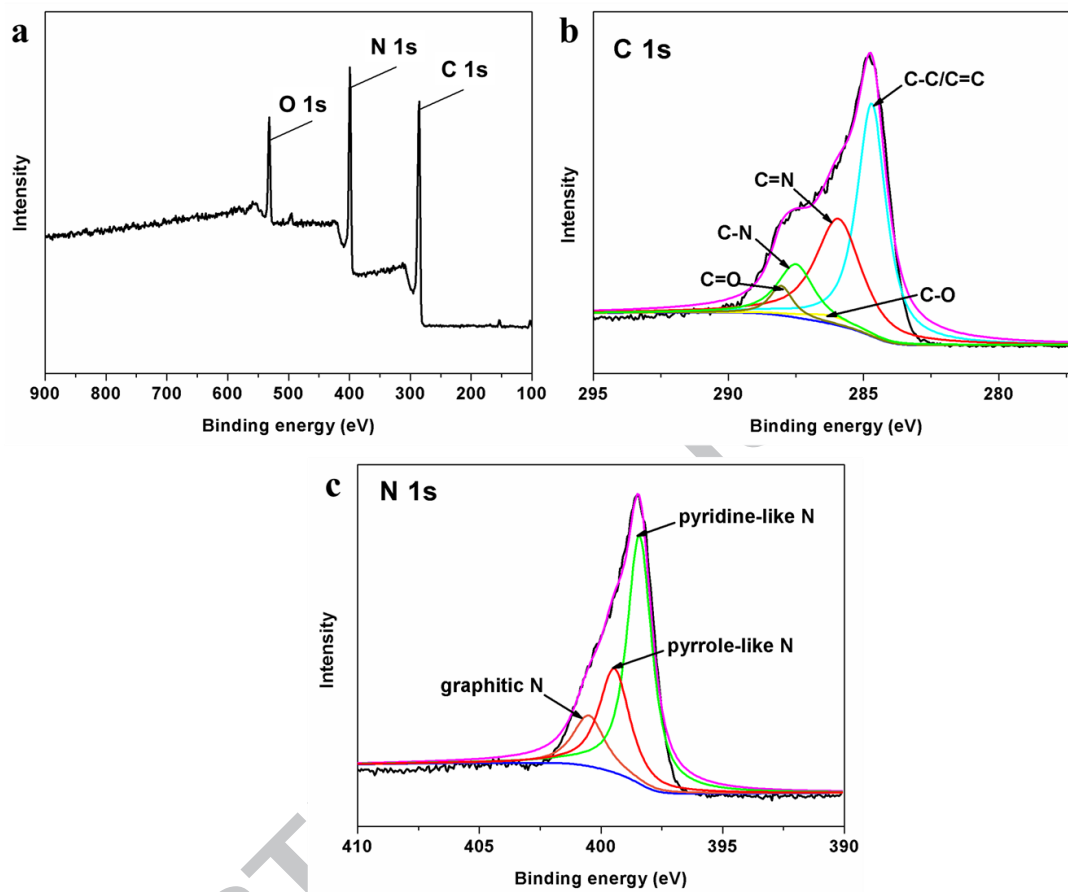 a
N 1s
C 1s
O 1s
Intensity
900 800 700 600 500 400 300 200 100
Binding energy (eV)
b
C 1s
C-C/C=C
C=N
C-N
C=O
C-O
Intensity
295 290 285 280
Binding energy (eV)
c
N 1s
pyridine-like N
pyrrole-like N
graphitic N
Intensity
410 405 400 395 390
Binding energy (eV)